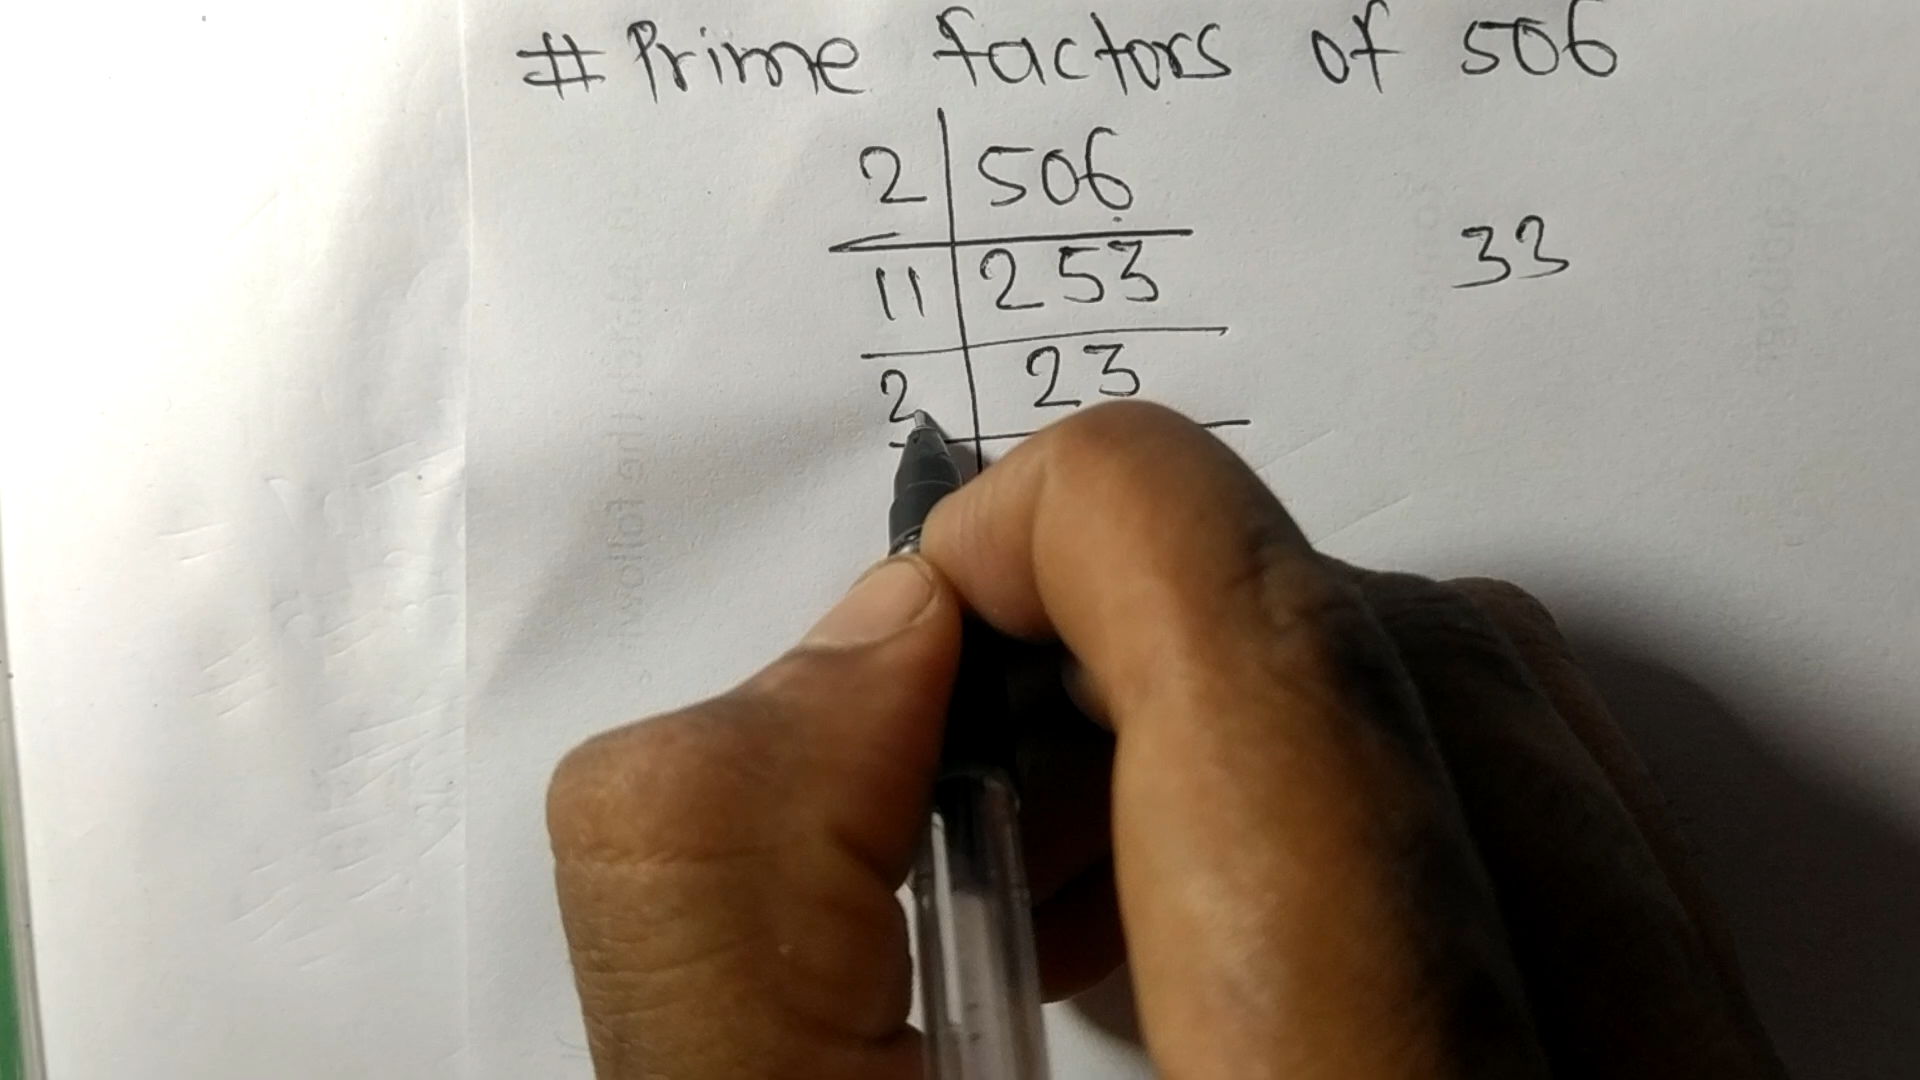 # Prime factors of 506
2 | 506
11 | 253
33
2 | 23